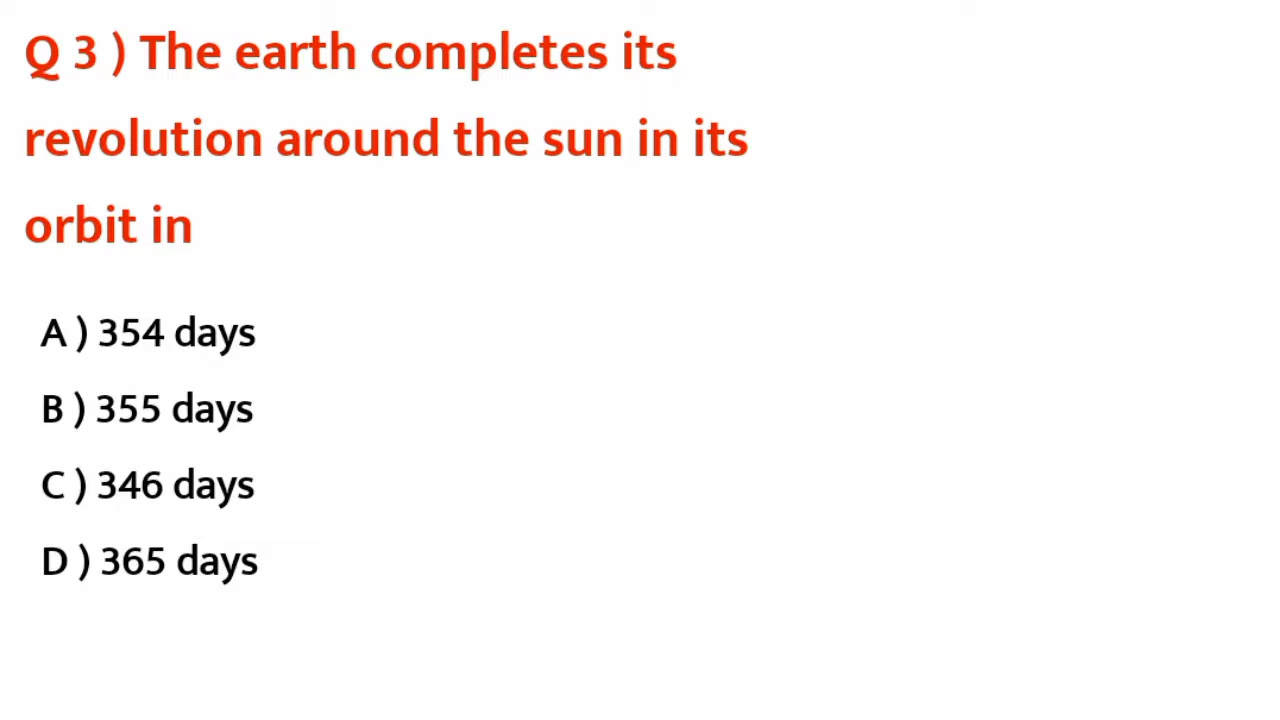 Q 3 ) The earth completes its
revolution around the sun in its
orbit in
A ) 354 days
B ) 355 days
C ) 346 days
D ) 365 days